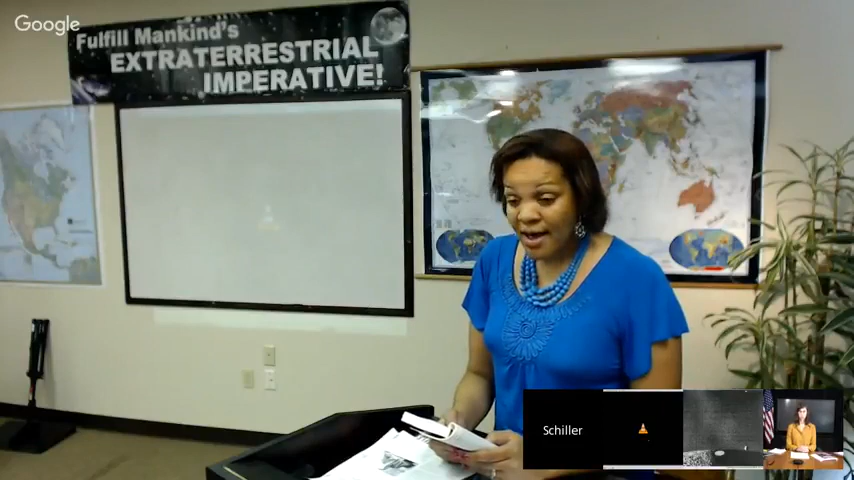 Google
Fulfill Mankind's
EXTRATERRESTRIAL
IMPERATIVE!
Schiller